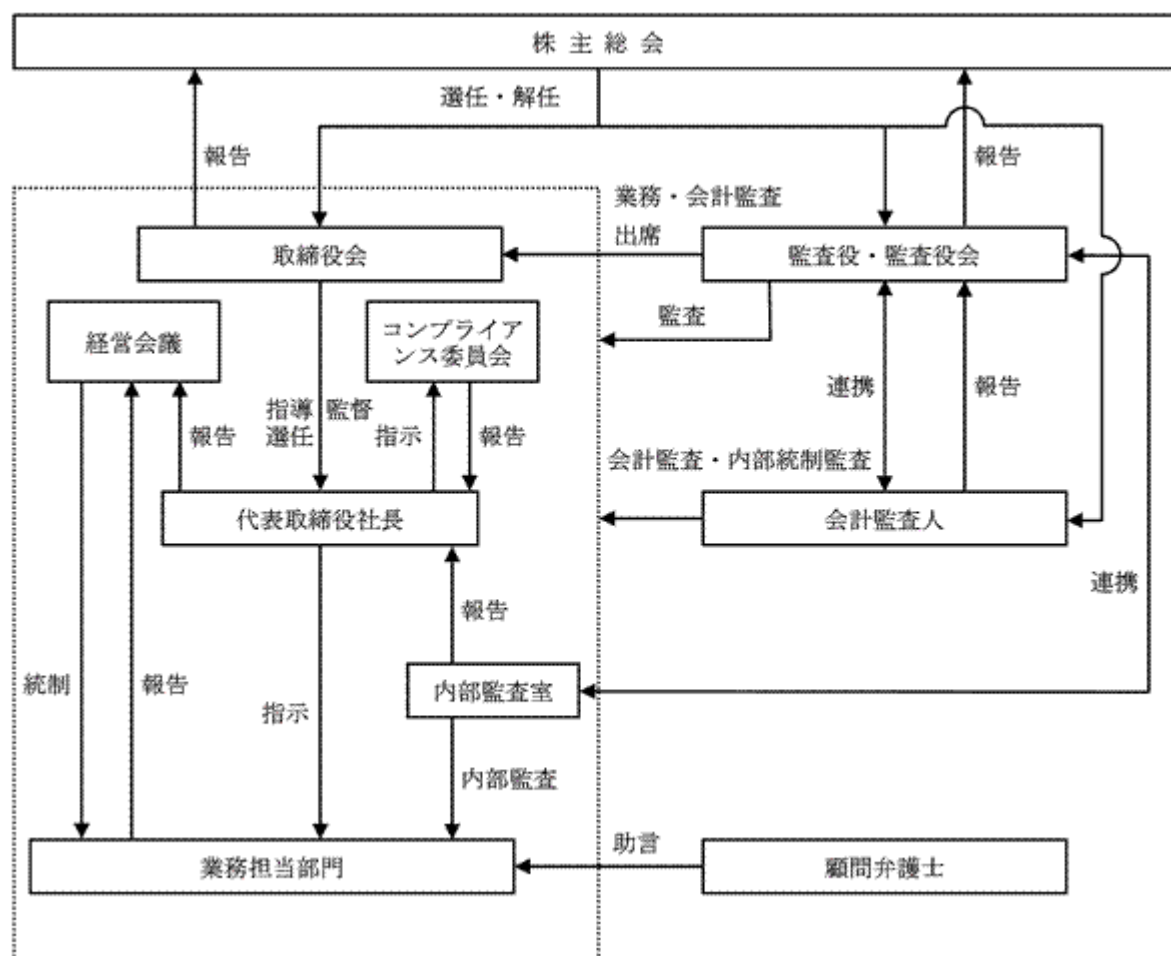 株主総会
選任・解任
報告
報告
業務・会計監査
出席
取締役会
監査役・監査役会
経営会議
コンプライア
ンス委員会
監査
連携
報告
報告
指導 監督
選任
指示
報告
会計監査・内部統制監査
代表取締役社長
会計監査人
連携
報告
統制
報告
指示
内部監査室
内部監査
業務担当部門
助言
顧問弁護士